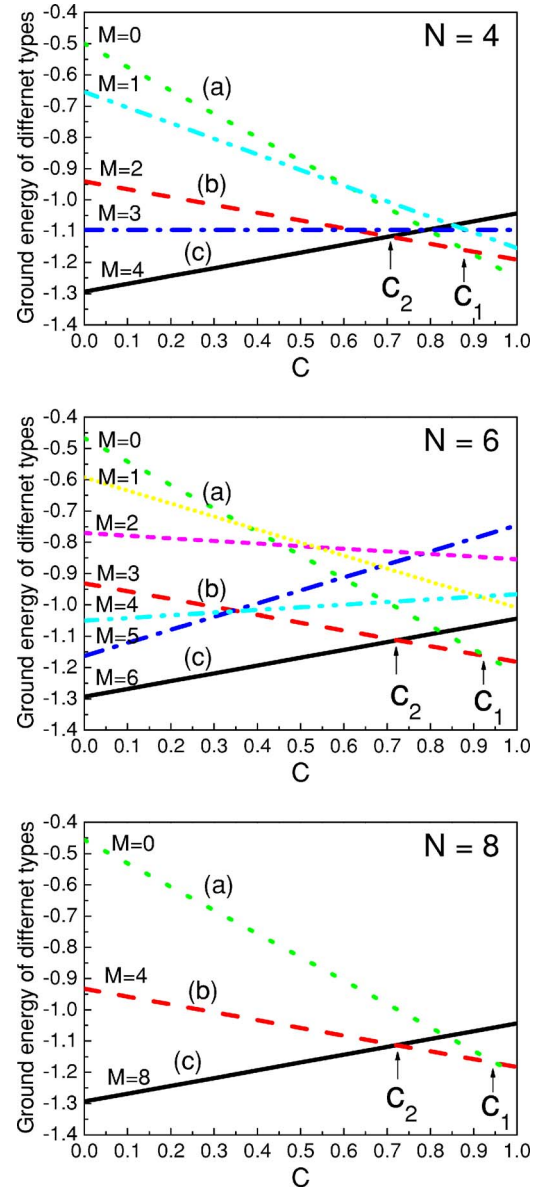 N = 4
Ground energy of differnet types
-0.3
-0.4
-0.5
-0.6
-0.7
-0.8
-0.9
-1.0
-1.1
-1.2
-1.3
-1.4
M=0
M=1
(a)
M=2
(b)
M=3
(c)
M=4
C2
C1
0.0 0.1 0.2 0.3 0.4 0.5 0.6 0.7 0.8 0.9 1.0
C
N = 6
Ground energy of differnet types
-0.4
-0.5
-0.6
-0.7
-0.8
-0.9
-1.0
-1.1
-1.2
-1.3
-1.4
M=0
M=1
(a)
M=2
M=3
(b)
M=4
M=5
(c)
M=6
C2
C1
0.0 0.1 0.2 0.3 0.4 0.5 0.6 0.7 0.8 0.9 1.0
C
N = 8
Ground energy of differnet types
-0.4
-0.5
-0.6
-0.7
-0.8
-0.9
-1.0
-1.1
-1.2
-1.3
-1.4
M=0
(a)
M=4
(b)
(c)
M=8
C2
C1
0.0 0.1 0.2 0.3 0.4 0.5 0.6 0.7 0.8 0.9 1.0
C